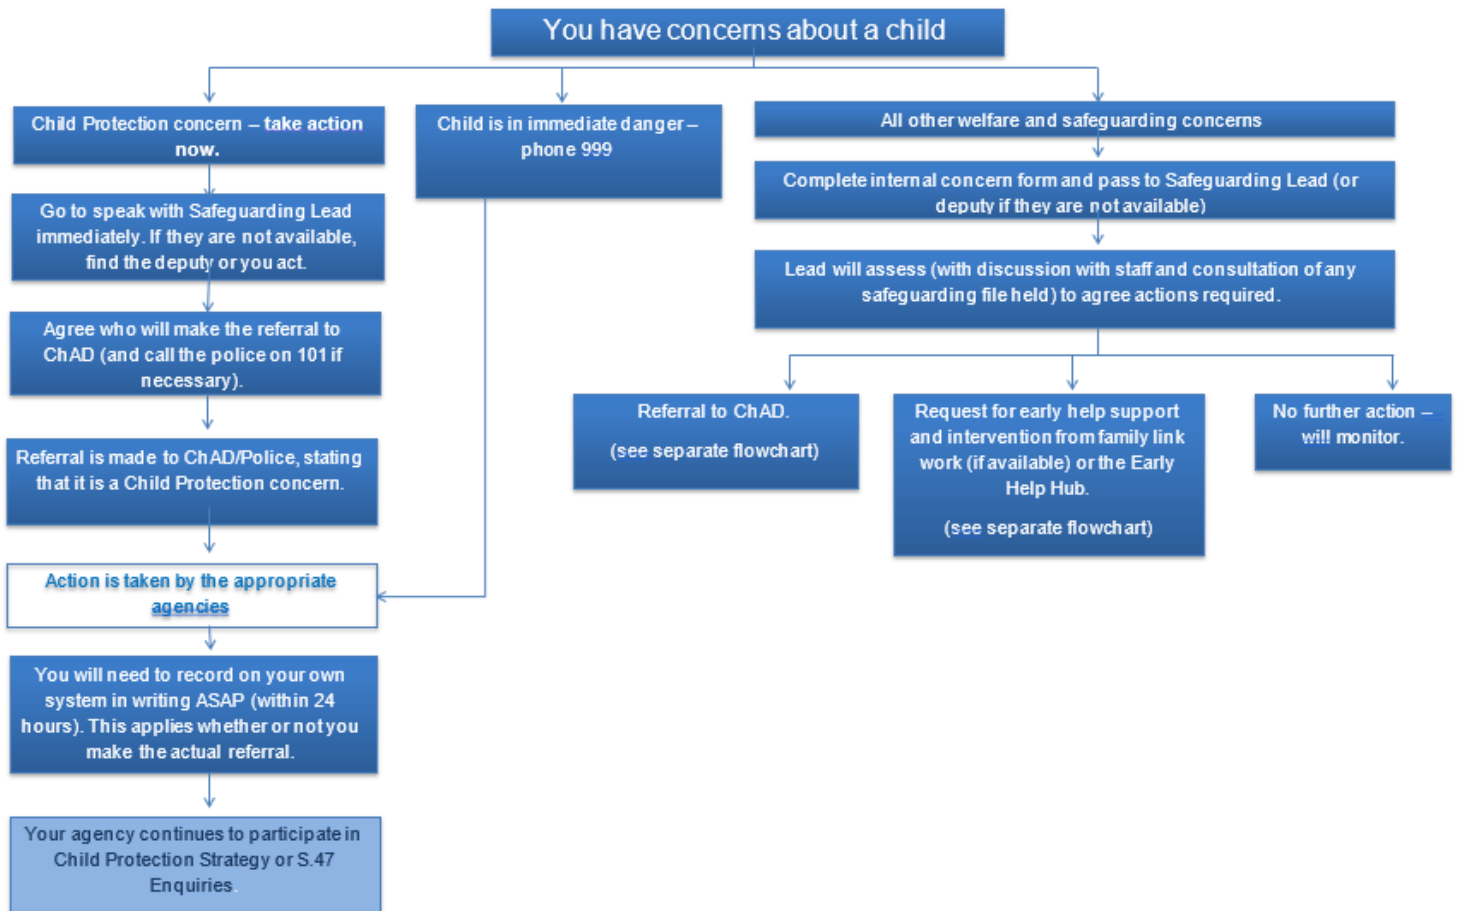 You have concerns about a child
Child Protection concern – take action
now.
Go to speak with Safeguarding Lead
immediately. If they are not available,
find the deputy or you act.
Agree who will make the referral to
ChAD (and call the police on 101 if
necessary).
Referral is made to ChAD/Police, stating
that it is a Child Protection concern.
Action is taken by the appropriate
agencies
You will need to record on your own
system in writing ASAP (within 24
hours). This applies whether or not you
make the actual referral.
Your agency continues to participate in
Child Protection Strategy or S.47
Enquiries.
Child is in immediate danger –
phone 999
All other welfare and safeguarding concerns
Complete internal concern form and pass to Safeguarding Lead (or
deputy if they are not available)
Lead will assess (with discussion with staff and consultation of any
safeguarding file held) to agree actions required.
Referral to ChAD.
(see separate flowchart)
Request for early help support
and intervention from family link
work (if available) or the Early
Help Hub.
(see separate flowchart)
No further action –
will monitor.